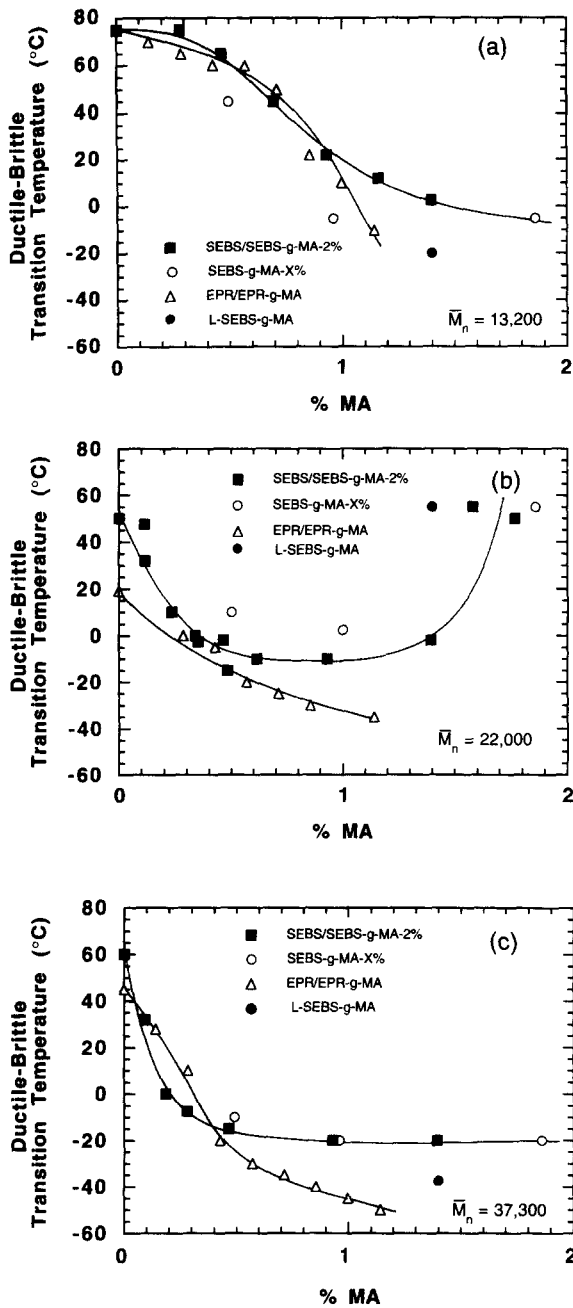 (a)
Ductile-Brittle
Transition Temperature (°C)
80
60
40
20
0
-20
-40
-60
■ SEBS/SEBS-g-MA-2%
○ SEBS-g-MA-X%
△ EPR/EPR-g-MA
● L-SEBS-g-MA
M̅n = 13,200
0 1 2
% MA
(b)
Ductile-Brittle
Transition Temperature (°C)
80
60
40
20
0
-20
-40
-60
■ SEBS/SEBS-g-MA-2%
○ SEBS-g-MA-X%
△ EPR/EPR-g-MA
● L-SEBS-g-MA
M̅n = 22,000
0 1 2
% MA
(c)
Ductile-Brittle
Transition Temperature (°C)
80
60
40
20
0
-20
-40
-60
■ SEBS/SEBS-g-MA-2%
○ SEBS-g-MA-X%
△ EPR/EPR-g-MA
● L-SEBS-g-MA
M̅n = 37,300
0 1 2
% MA